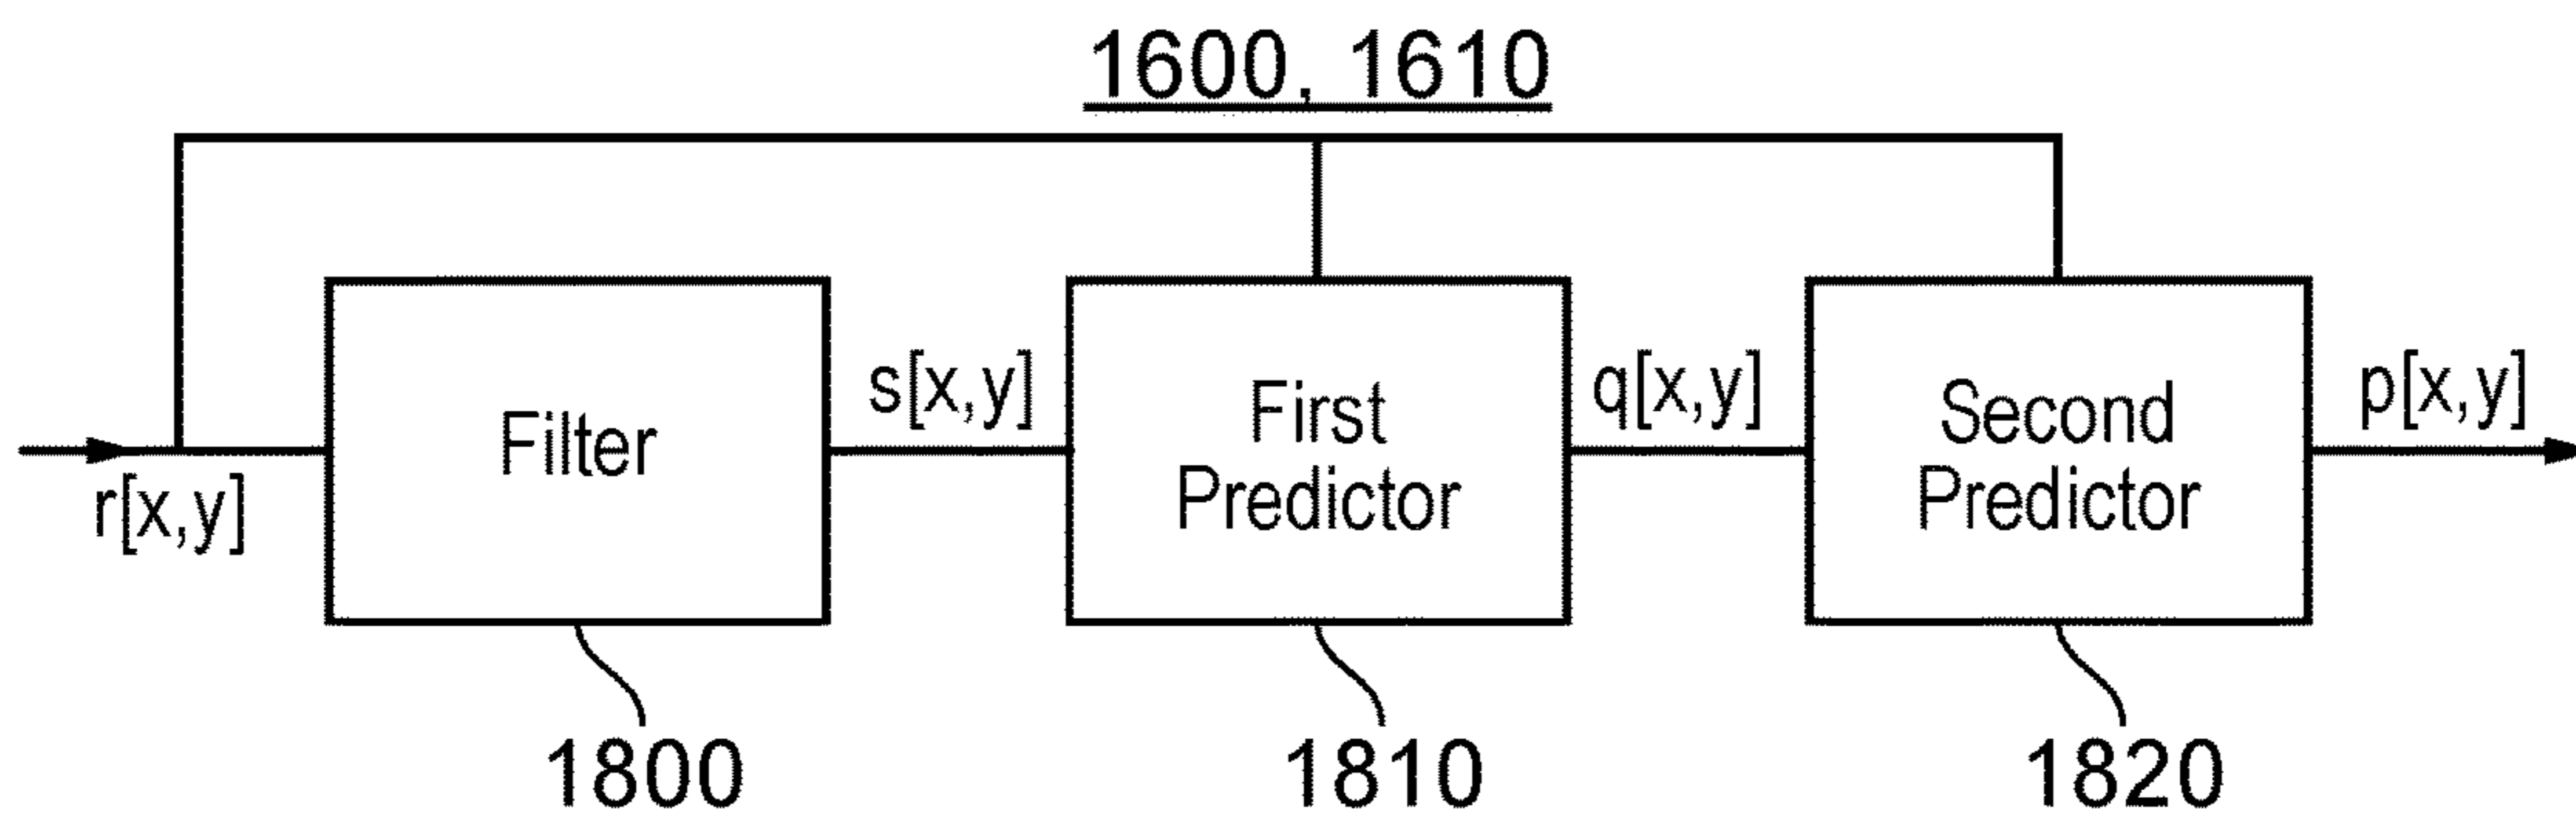 1600, 1610
r[x,y]
Filter
s[x,y]
First
Predictor
q[x,y]
Second
Predictor
p[x,y]
1800
1810
1820